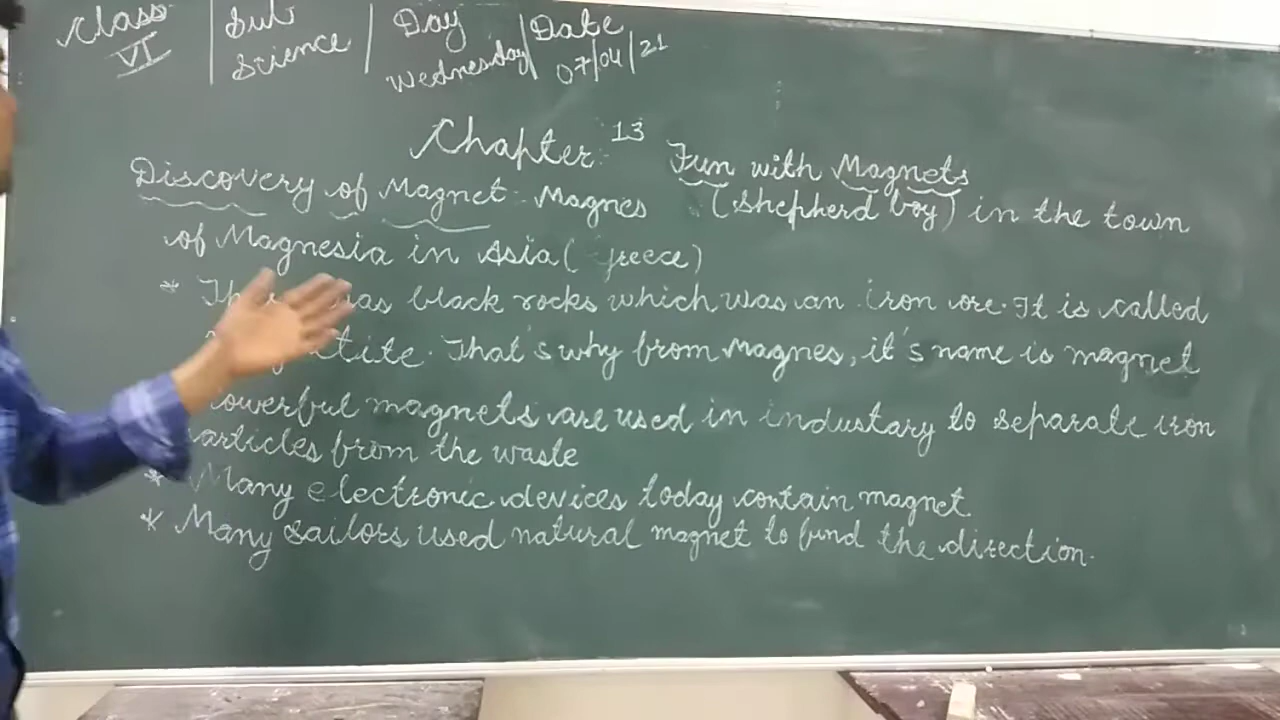 Class | Sub | Day | Date
VI | Science | Wednesday | 07/04/21
Chapter:- 13 Fun with Magnets
Discovery of Magnet:- Magnes (Shepherd boy) in the town
of Magnesia in Asia (Greece)
* black rocks which was an iron ore. It is called
That's why from Magnes, it's name is magnet
magnets are used in industary to separate iron
from the waste
* Many electronic devices today contain magnet.
* Many sailors used natural magnet to find the direction.